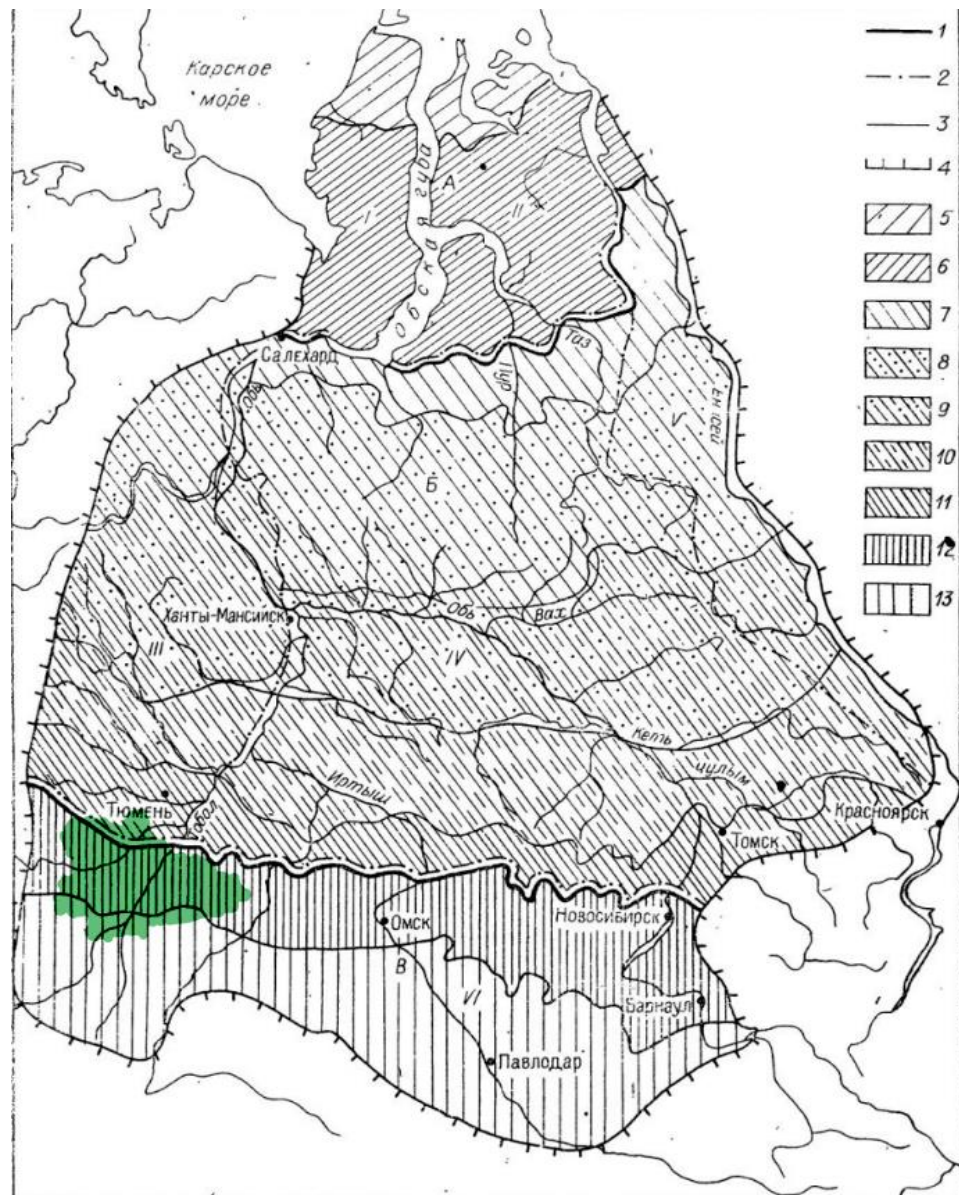 Карское
море
Обская губа
А
I
II
Салехард
Обь
Пур
Таз
Енисей
V
Б
Ханты-Мансийск
Обь
Вах
III
IV
Кеть
Иртыш
Чулым
Тюмень
Тобол
Томск
Красноярск
Омск
Новосибирск
В
VI
Барнаул
Павлодар
1
2
3
4
5
6
7
8
9
10
11
12
13